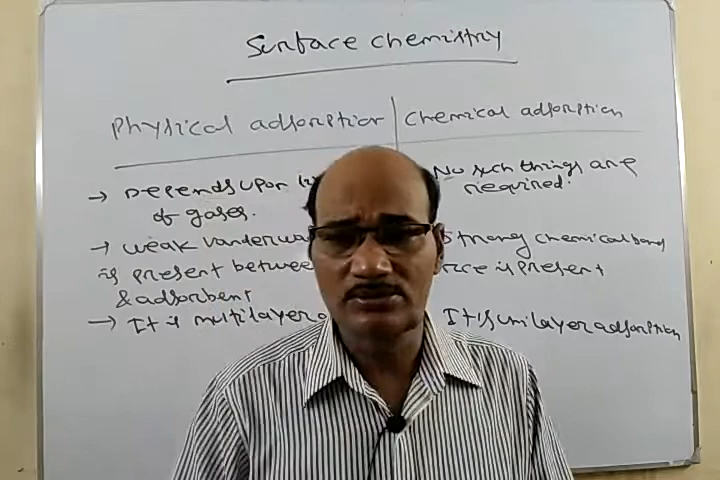 Surface chemistry
Physical adsorption chemical adsorption
→ Depends upon No such things are
of gases. required.
→ weak vanderwa strong chemical bond
is present betwee rce is present
& adsorbent
→ It is multilayer It is unilayer adsorption